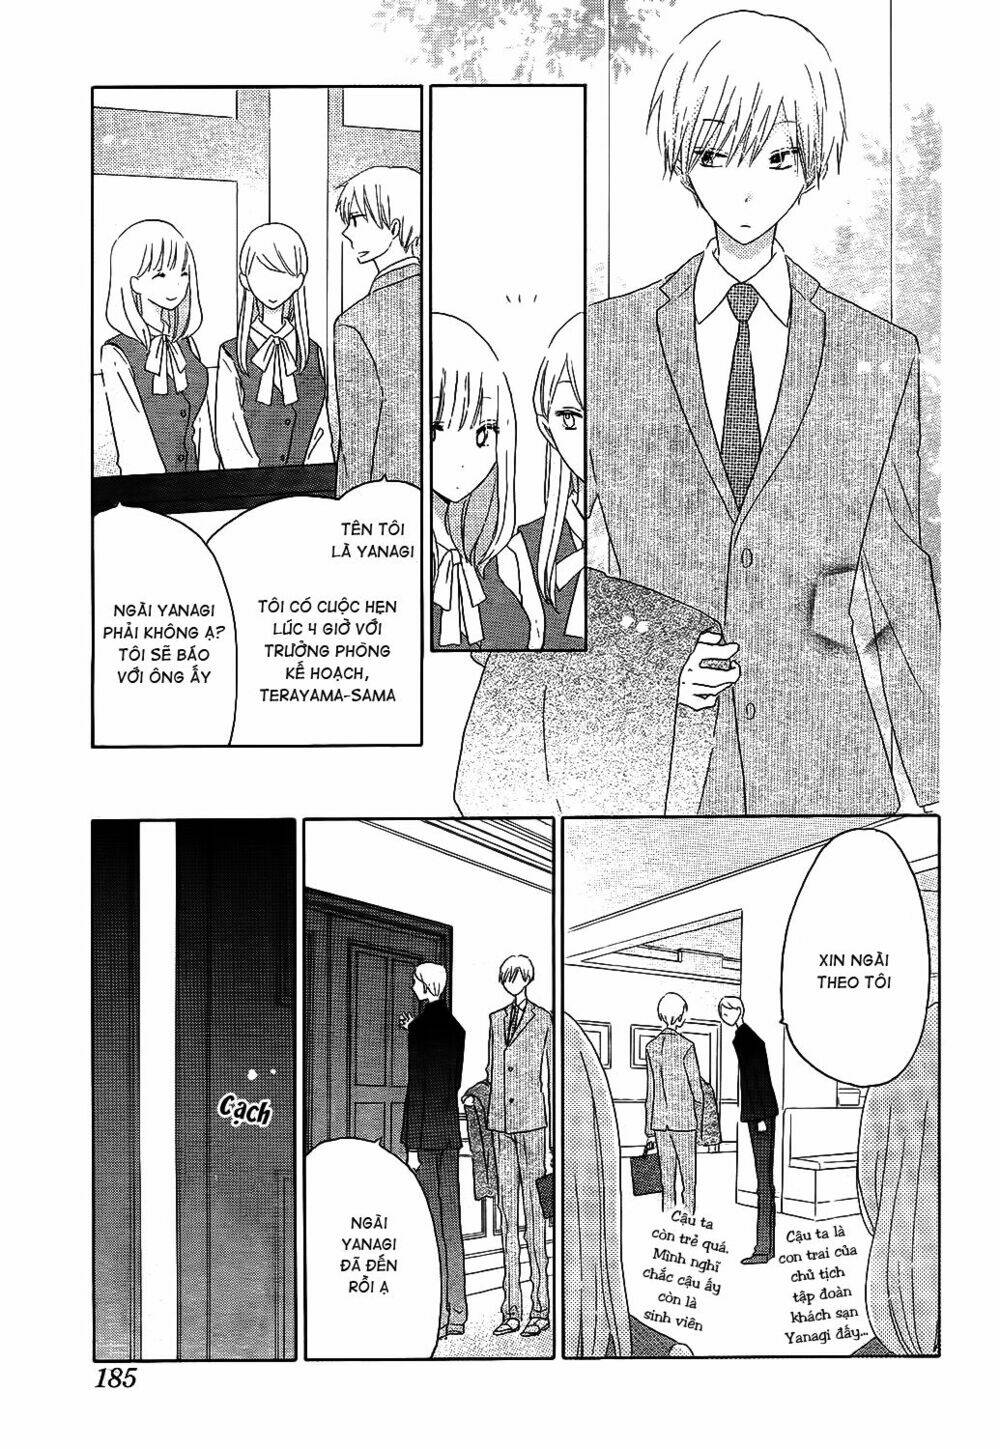 TÊN TÔI
LÀ YANAGI
TÔI CÓ CUỘC HẸN
LÚC 4 GIỜ VỚI
TRƯỞNG PHÒNG
KẾ HOẠCH,
TERAYAMA-SAMA
NGÀI YANAGI
PHẢI KHÔNG Ạ?
TÔI SẼ BÁO
VỚI ÔNG ẤY
XIN NGÀI
THEO TÔI
Cậu ta là
con trai của
chủ tịch
tập đoàn
khách sạn
Yanagi đấy...
Cậu ta
còn trẻ quá.
Mình nghĩ
chắc cậu ấy
còn là
sinh viên
NGÀI
YANAGI
ĐÃ ĐẾN
RỒI Ạ
CẠCH
185